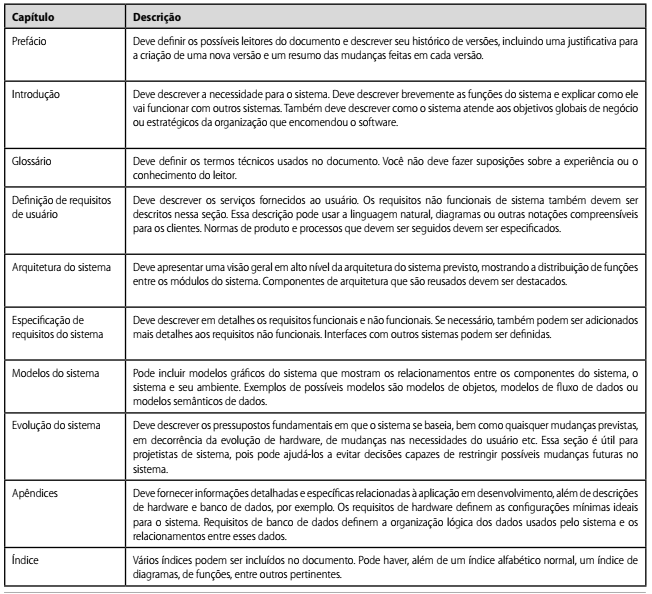 Capítulo
Descrição
Prefácio
Deve definir os possíveis leitores do documento e descrever seu histórico de versões, incluindo uma justificativa para
a criação de uma nova versão e um resumo das mudanças feitas em cada versão.
Introdução
Deve descrever a necessidade para o sistema. Deve descrever brevemente as funções do sistema e explicar como ele
vai funcionar com outros sistemas. Também deve descrever como o sistema atende aos objetivos globais de negócio
ou estratégicos da organização que encomendou o software.
Glossário
Deve definir os termos técnicos usados no documento. Você não deve fazer suposições sobre a experiência ou o
conhecimento do leitor.
Definição de requisitos
de usuário
Deve descrever os serviços fornecidos ao usuário. Os requisitos não funcionais de sistema também devem ser
descritos nessa seção. Essa descrição pode usar a linguagem natural, diagramas ou outras notações compreensíveis
para os clientes. Normas de produto e processos que devem ser seguidos devem ser especificados.
Arquitetura do sistema
Deve apresentar uma visão geral em alto nível da arquitetura do sistema previsto, mostrando a distribuição de funções
entre os módulos do sistema. Componentes de arquitetura que são reusados devem ser destacados.
Especificação de
requisitos do sistema
Deve descrever em detalhes os requisitos funcionais e não funcionais. Se necessário, também podem ser adicionados
mais detalhes aos requisitos não funcionais. Interfaces com outros sistemas podem ser definidas.
Modelos do sistema
Pode incluir modelos gráficos do sistema que mostram os relacionamentos entre os componentes do sistema, o
sistema e seu ambiente. Exemplos de possíveis modelos são modelos de objetos, modelos de fluxo de dados ou
modelos semânticos de dados.
Evolução do sistema
Deve descrever os pressupostos fundamentais em que o sistema se baseia, bem como quaisquer mudanças previstas,
em decorrência da evolução de hardware, de mudanças nas necessidades do usuário etc. Essa seção é útil para
projetistas de sistema, pois pode ajudá-los a evitar decisões capazes de restringir possíveis mudanças futuras no
sistema.
Apêndices
Deve fornecer informações detalhadas e específicas relacionadas à aplicação em desenvolvimento, além de descrições
de hardware e banco de dados, por exemplo. Os requisitos de hardware definem as configurações mínimas ideais
para o sistema. Requisitos de banco de dados definem a organização lógica dos dados usados pelo sistema e os
relacionamentos entre esses dados.
Índice
Vários índices podem ser incluídos no documento. Pode haver, além de um índice alfabético normal, um índice de
diagramas, de funções, entre outros pertinentes.